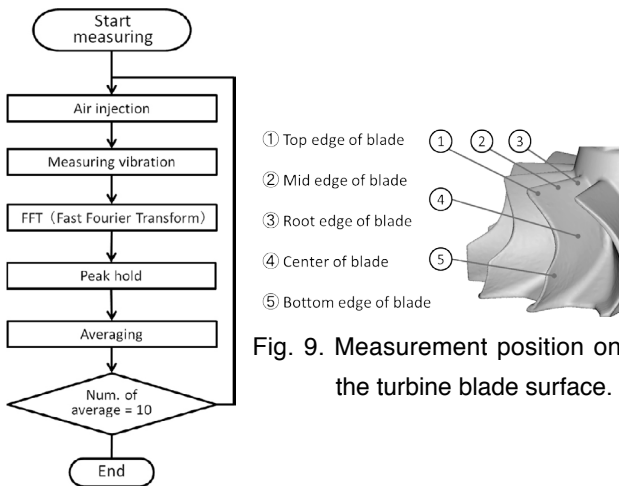 Start
measuring
Air injection
Measuring vibration
FFT（Fast Fourier Transform）
Peak hold
Averaging
Num. of
average = 10
End
① Top edge of blade
② Mid edge of blade
③ Root edge of blade
④ Center of blade
⑤ Bottom edge of blade
① ② ③
④
⑤
Fig. 9. Measurement position on
the turbine blade surface.